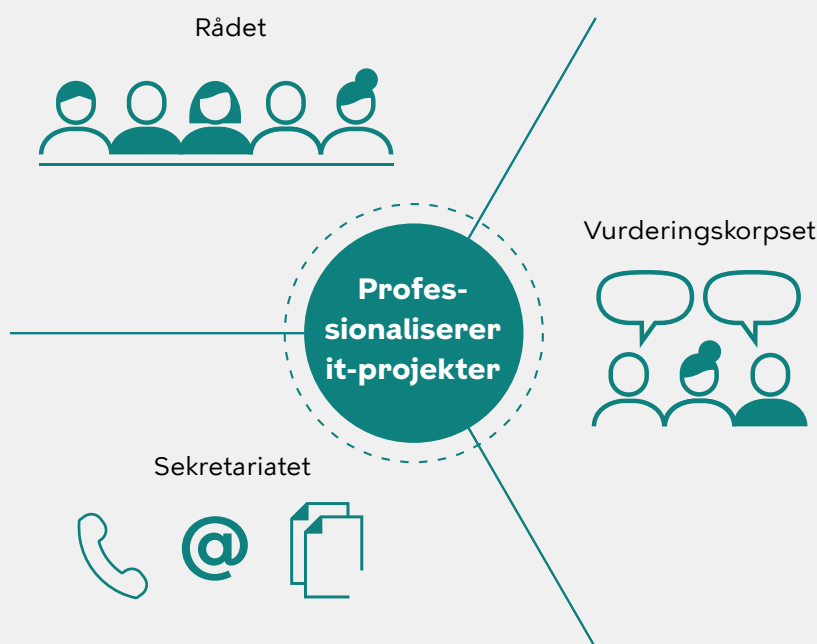 Rådet
Vurderingskorpset
Profes-
sionaliserer
it-projekter
Sekretariatet
@